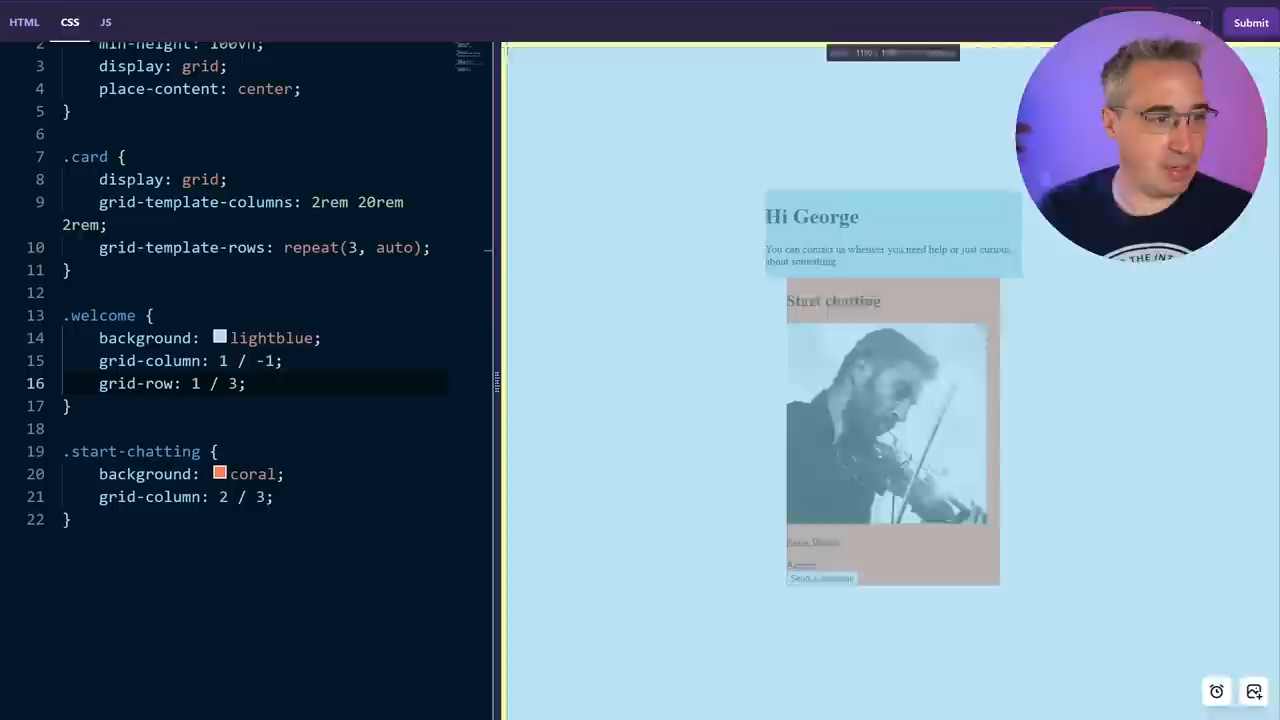 HTML CSS JS
Submit
2 min-height: 100vh;
3 display: grid;
4 place-content: center;
5 }
6
7 .card {
8 display: grid;
9 grid-template-columns: 2rem 20rem
2rem;
10 grid-template-rows: repeat(3, auto);
11 }
12
13 .welcome {
14 background: lightblue;
15 grid-column: 1 / -1;
16 grid-row: 1 / 3;
17 }
18
19 .start-chatting {
20 background: coral;
21 grid-column: 2 / 3;
22 }
Hi George
You can contact us whenever you need help or just curious
about something
Start chatting
Send a message
THE INT